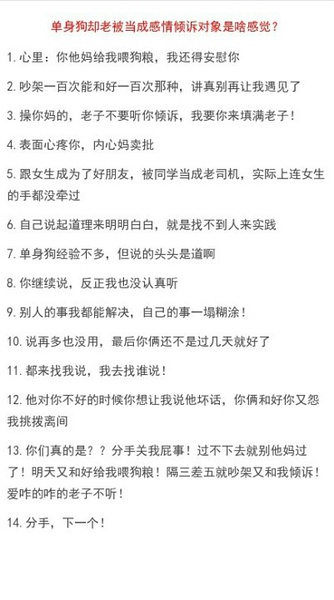 单身狗却老被当成感情倾诉对象是啥感觉？
1. 心里：你他妈给我喂狗粮，我还得安慰你
2. 吵架一百次能和好一百次那种，讲真别再让我遇见了
3. 操你妈的，老子不要听你倾诉，我要你来填满老子！
4. 表面心疼你，内心妈卖批
5. 跟女生成为了好朋友，被同学当成老司机，实际上连女生
的手都没牵过
6. 自己说起道理来明明白白，就是找不到人来实践
7. 单身狗经验不多，但说的头头是道啊
8. 你继续说，反正我也没认真听
9. 别人的事我都能解决，自己的事一塌糊涂！
10. 说再多也没用，最后你俩还不是过几天就好了
11. 都来找我说，我去找谁说！
12. 他对你不好的时候你想让我说他坏话，你俩和好你又怨
我挑拨离间
13. 你们真的是？？分手关我屁事！过不下去就别他妈过
了！明天又和好给我喂狗粮！隔三差五就吵架又和我倾诉！
爱咋的咋的老子不听！
14. 分手，下一个！